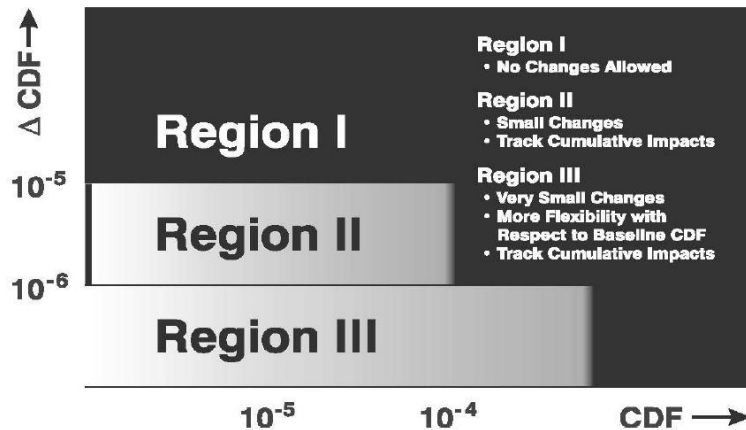 Δ CDF→
Region I
• No Changes Allowed
Region II
• Small Changes
• Track Cumulative Impacts
Region III
• Very Small Changes
• More Flexibility with
Respect to Baseline CDF
• Track Cumulative Impacts
Region I
10⁻⁵
Region II
10⁻⁶
Region III
10⁻⁵ 10⁻⁴ CDF→